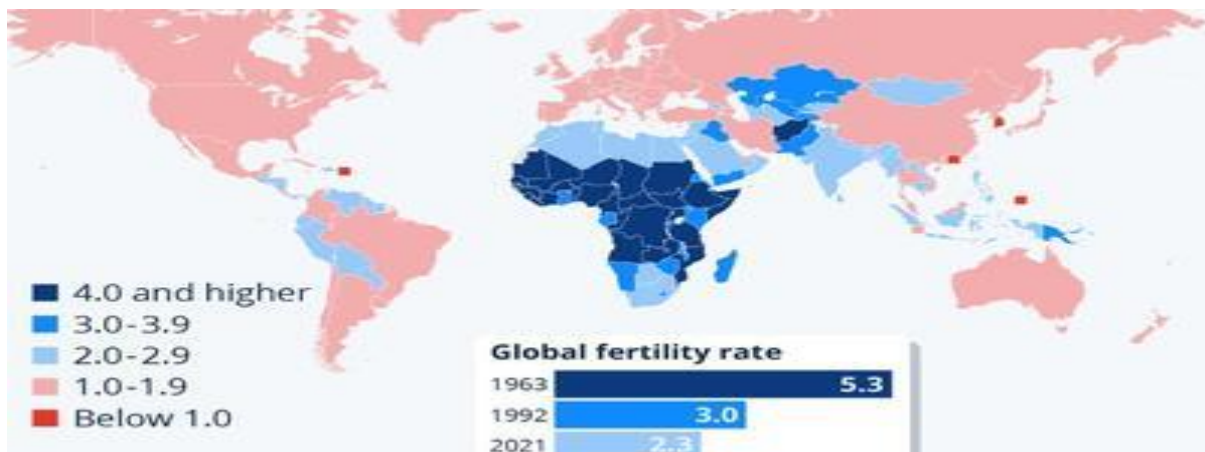 4.0 and higher
3.0-3.9
2.0-2.9
1.0-1.9
Below 1.0
Global fertility rate
1963 5.3
1992 3.0
2021 2.3